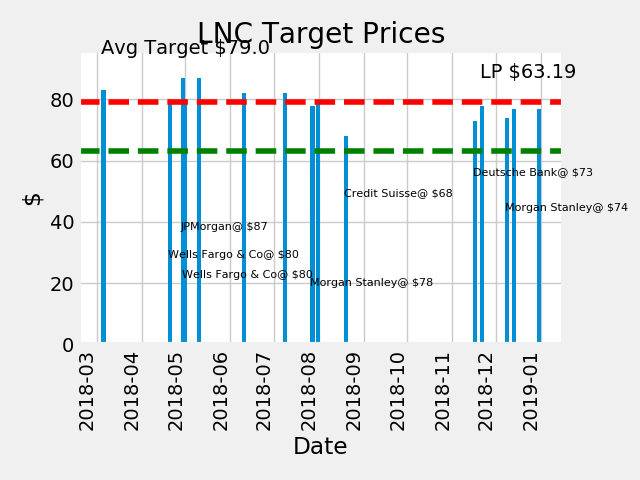 LNC Target Prices
Avg Target $79.0
LP $63.19
80
60
40
20
0
$
Deutsche Bank@ $73
Credit Suisse@ $68
Morgan Stanley@ $74
JPMorgan@ $87
Wells Fargo & Co@ $80
Wells Fargo & Co@ $80
Morgan Stanley@ $78
2018-03
2018-04
2018-05
2018-06
2018-07
2018-08
2018-09
2018-10
2018-11
2018-12
2019-01
Date